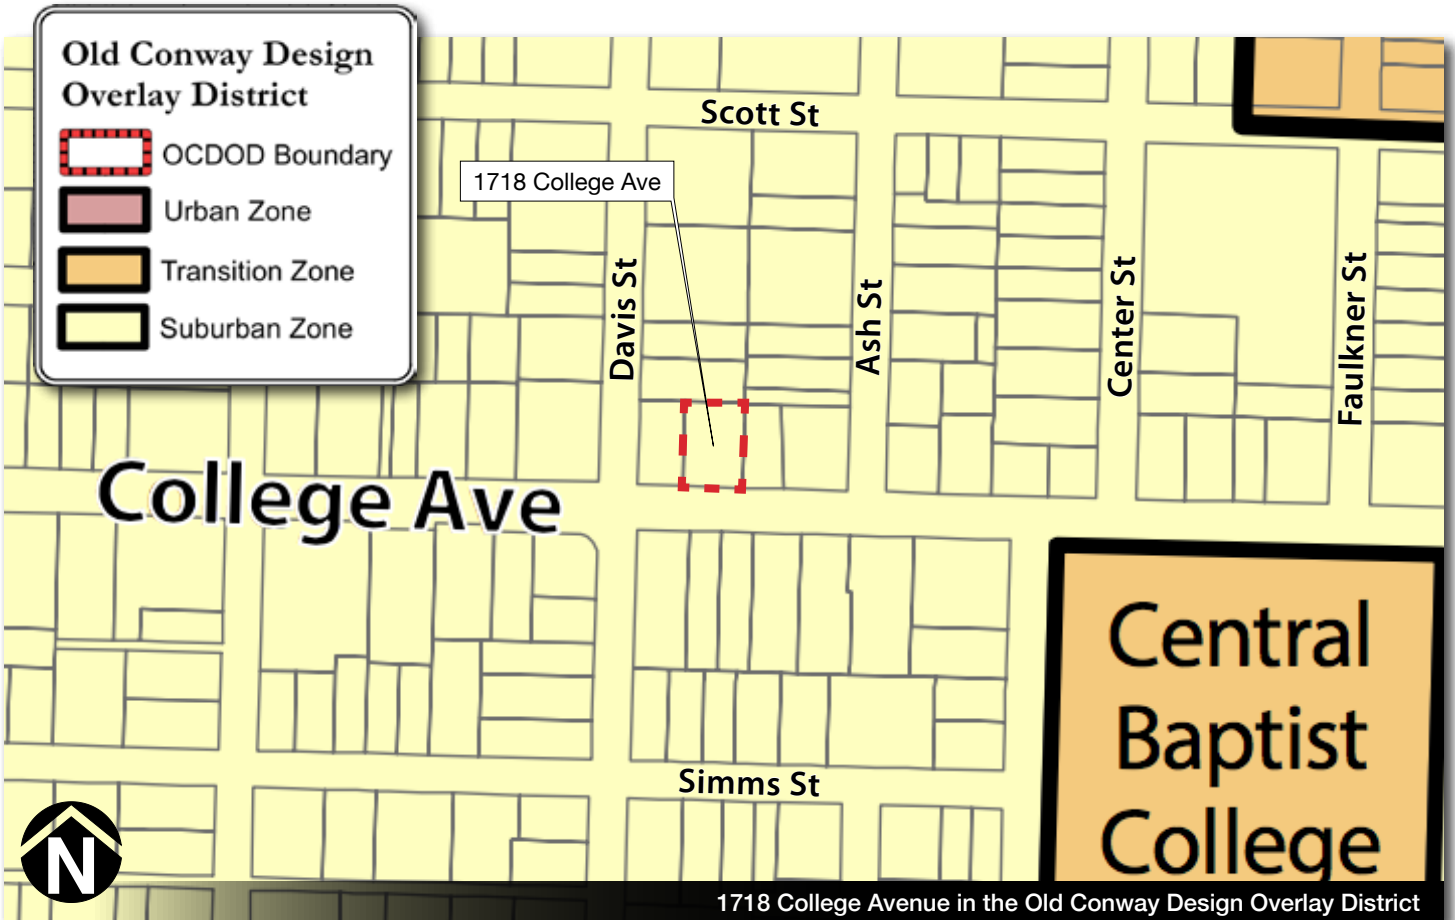 Old Conway Design
Overlay District
OCDOD Boundary
Urban Zone
Transition Zone
Suburban Zone
Scott St
1718 College Ave
Davis St
Ash St
Center St
Faulkner St
College Ave
Central
Baptist
College
Simms St
N
1718 College Avenue in the Old Conway Design Overlay District